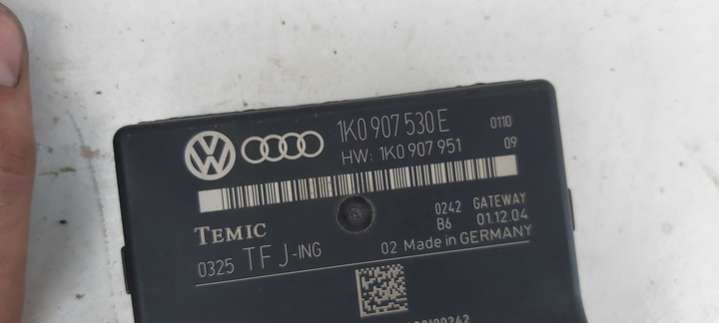 1K0 907 530 E 0110
HW: 1K0 907 951 09
0242 GATEWAY
TEMIC B6 01.12.04
0325 TFJ-ING 02 Made in GERMANY